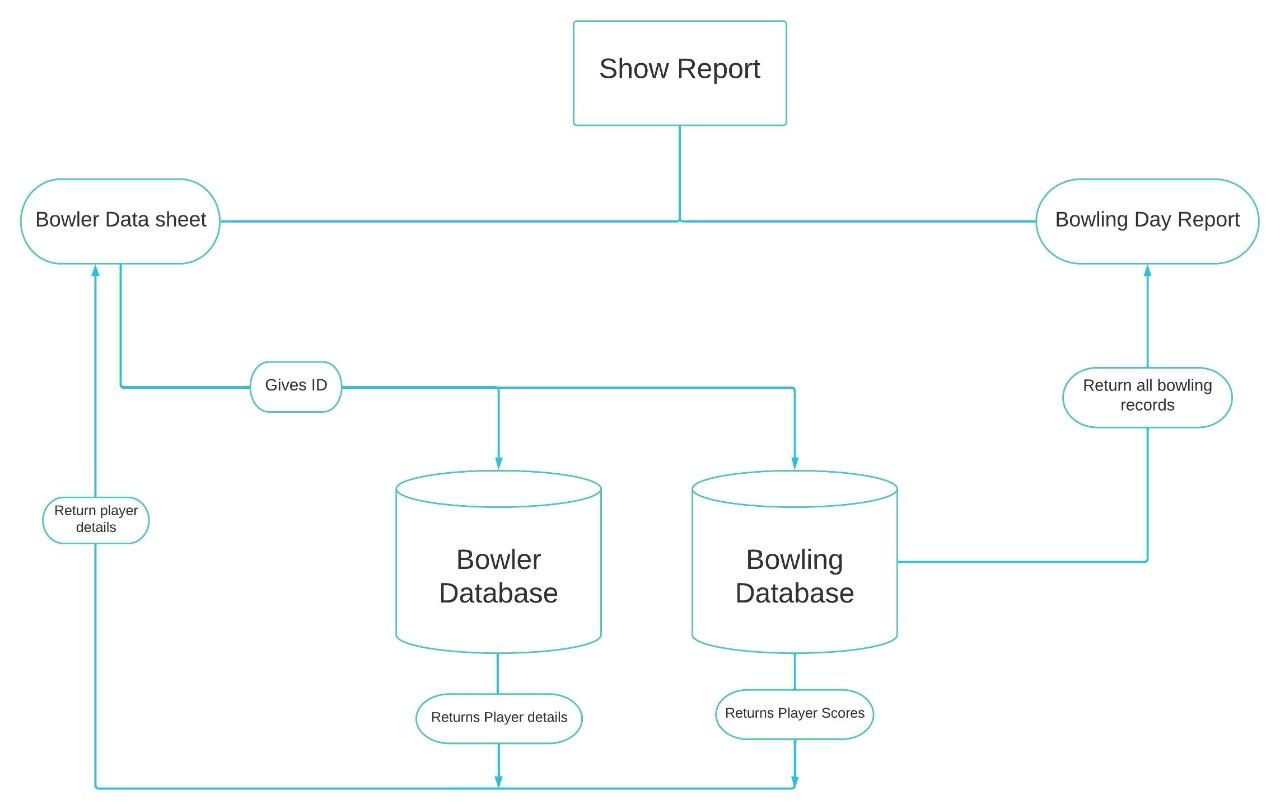 Show Report
Bowler Data sheet
Bowling Day Report
Gives ID
Return all bowling
records
Return player
details
Bowler
Database
Bowling
Database
Returns Player details
Returns Player Scores